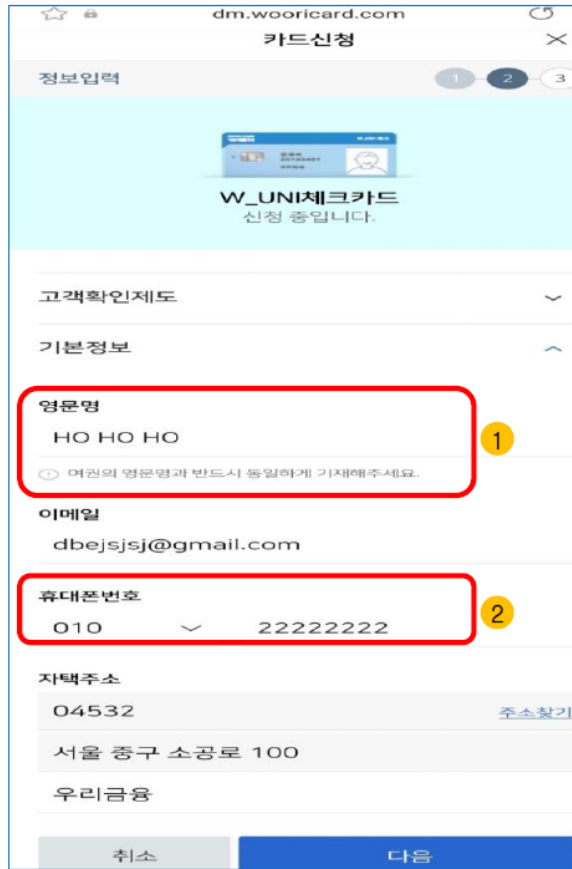 dm.wooricard.com
카드신청
정보입력
1 2 3
W_UNI체크카드
신청 중입니다.
고객확인제도
기본정보
영문명
HO HO HO
1
여권의 영문명과 반드시 동일하게 기재해주세요.
이메일
dbejsjsj@gmail.com
휴대폰번호
010 22222222
2
자택주소
04532 주소찾기
서울 중구 소공로 100
우리금융
취소 다음